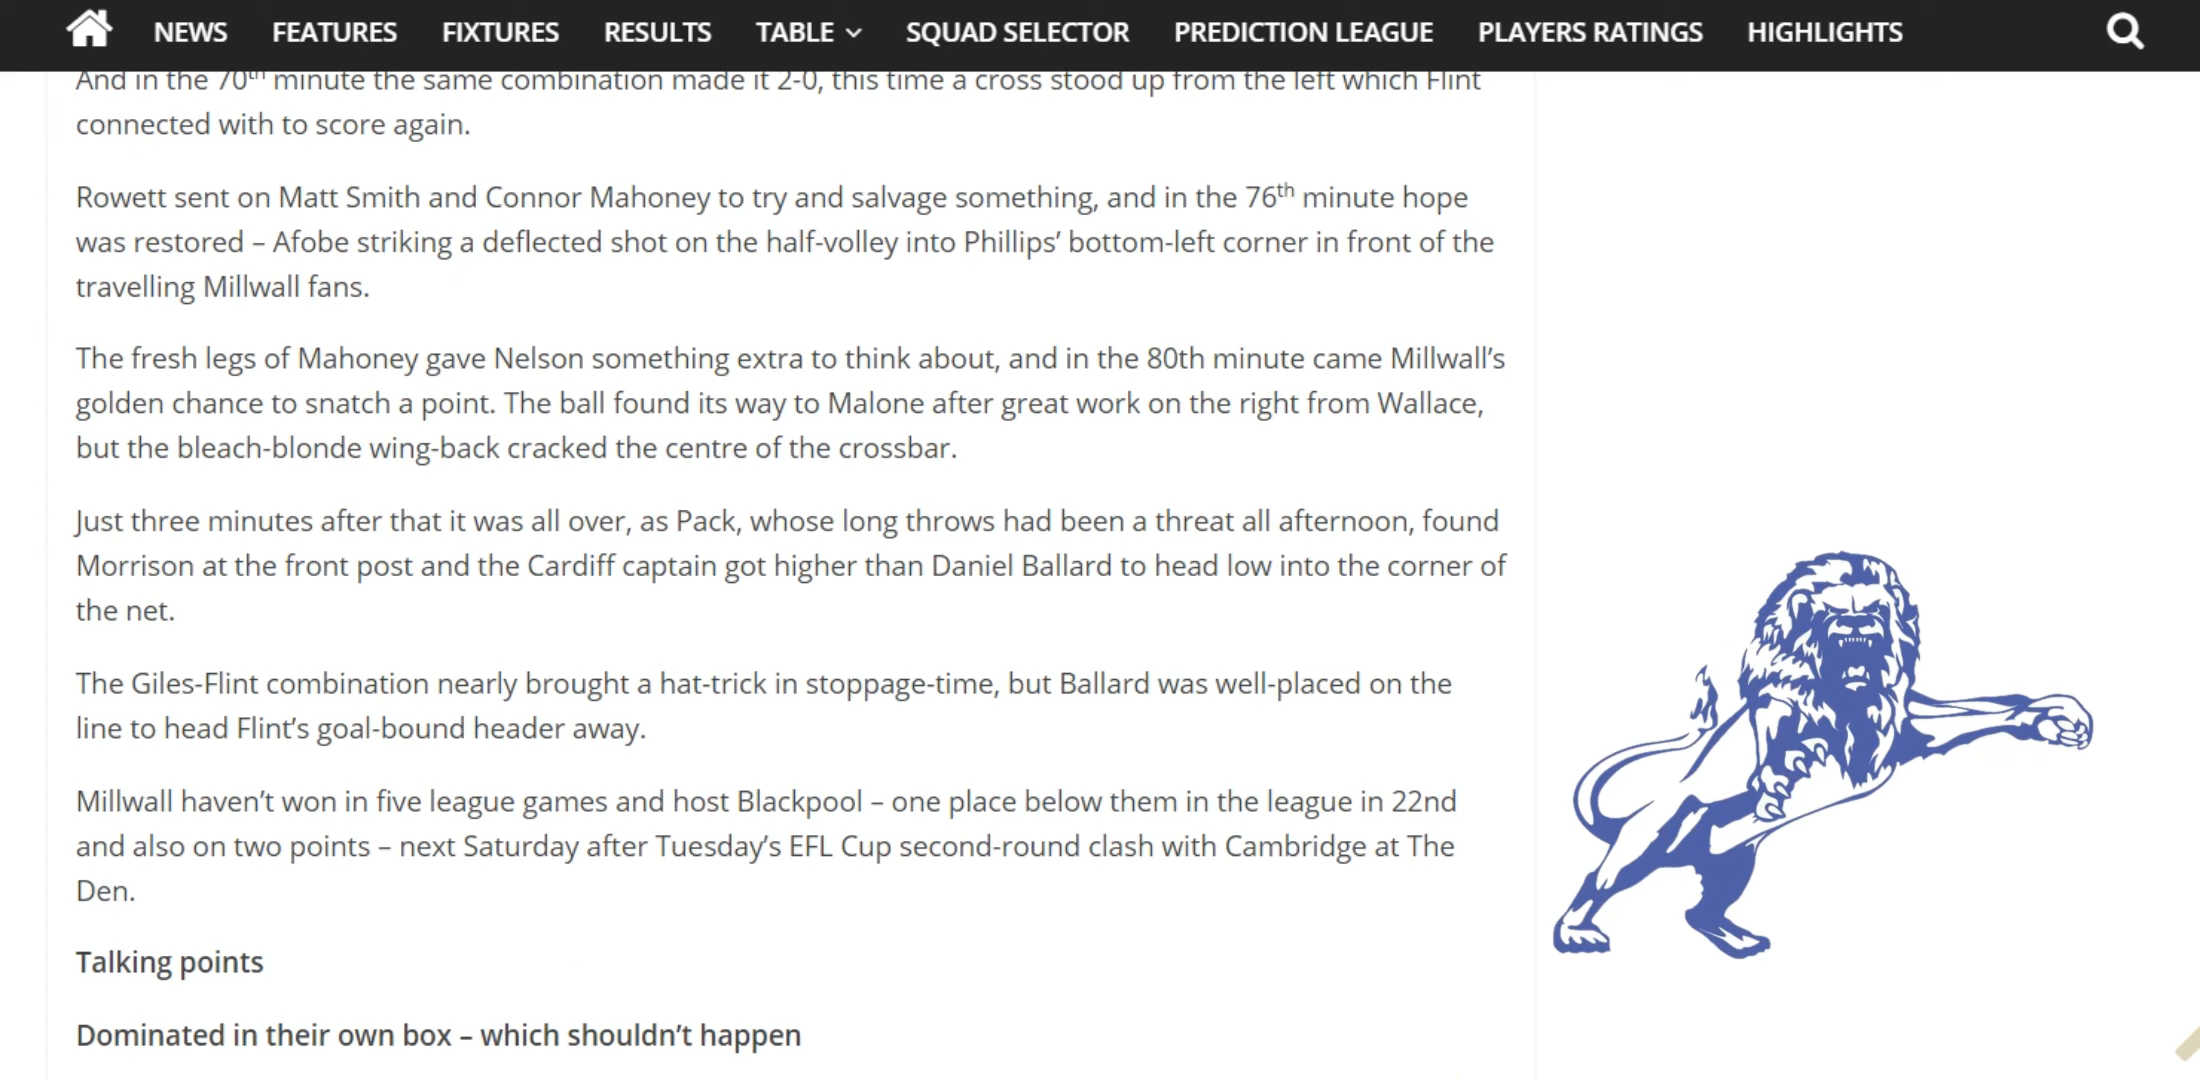 NEWS FEATURES FIXTURES RESULTS TABLE SQUAD SELECTOR PREDICTION LEAGUE PLAYERS RATINGS HIGHLIGHTS
And in the 70th minute the same combination made it 2-0, this time a cross stood up from the left which Flint
connected with to score again.
Rowett sent on Matt Smith and Connor Mahoney to try and salvage something, and in the 76th minute hope
was restored – Afobe striking a deflected shot on the half-volley into Phillips’ bottom-left corner in front of the
travelling Millwall fans.
The fresh legs of Mahoney gave Nelson something extra to think about, and in the 80th minute came Millwall’s
golden chance to snatch a point. The ball found its way to Malone after great work on the right from Wallace,
but the bleach-blonde wing-back cracked the centre of the crossbar.
Just three minutes after that it was all over, as Pack, whose long throws had been a threat all afternoon, found
Morrison at the front post and the Cardiff captain got higher than Daniel Ballard to head low into the corner of
the net.
The Giles-Flint combination nearly brought a hat-trick in stoppage-time, but Ballard was well-placed on the
line to head Flint’s goal-bound header away.
Millwall haven’t won in five league games and host Blackpool – one place below them in the league in 22nd
and also on two points – next Saturday after Tuesday’s EFL Cup second-round clash with Cambridge at The
Den.
Talking points
Dominated in their own box – which shouldn’t happen